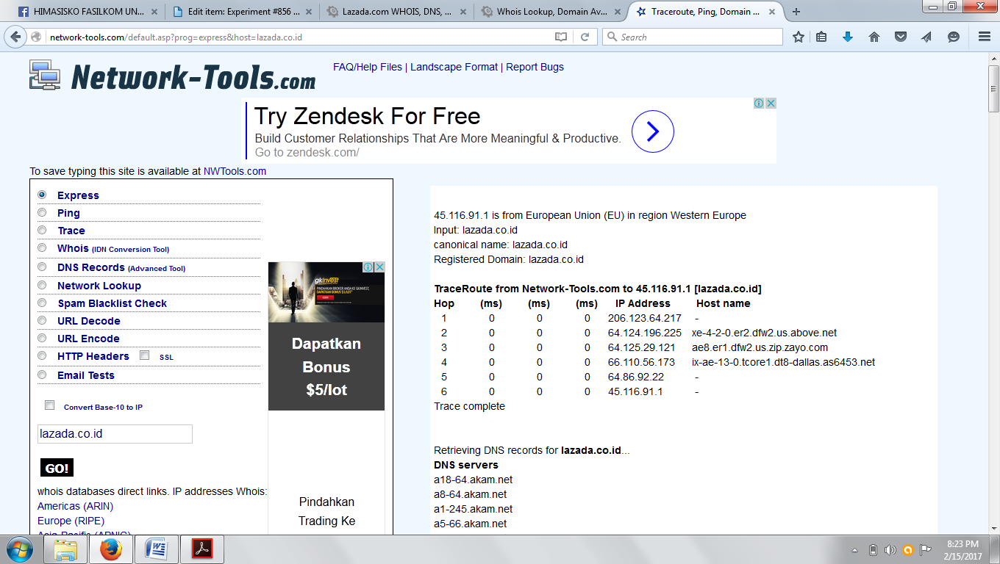 HIMASISKO FASILKOM UN...
Edit item: Experiment #856 ...
Lazada.com WHOIS, DNS, ...
Whois Lookup, Domain Av...
Traceroute, Ping, Domain ...
network-tools.com/default.asp?prog=express&host=lazada.co.id
Search
Network-Tools.com
FAQ/Help Files | Landscape Format | Report Bugs
Try Zendesk For Free
Build Customer Relationships That Are More Meaningful & Productive.
Go to zendesk.com/
To save typing this site is available at NWTools.com
Express
Ping
Trace
Whois (IDN Conversion Tool)
DNS Records (Advanced Tool)
Network Lookup
Spam Blacklist Check
URL Decode
URL Encode
HTTP Headers SSL
Email Tests
Convert Base-10 to IP
lazada.co.id
GO!
whois databases direct links. IP addresses Whois:
Americas (ARIN)
Europe (RIPE)
Asia-Pacific (APNIC)
gkinvest
PINDAHKAN BROKER ANDA KE GKINVEST,
DAPATKAN BONUS $5/LOT*
Dapatkan
Bonus
$5/lot
Pindahkan
Trading Ke
45.116.91.1 is from European Union (EU) in region Western Europe
Input: lazada.co.id
canonical name: lazada.co.id
Registered Domain: lazada.co.id
TraceRoute from Network-Tools.com to 45.116.91.1 [lazada.co.id]
Hop (ms) (ms) (ms) IP Address Host name
1 0 0 0 206.123.64.217 -
2 0 0 0 64.124.196.225 xe-4-2-0.er2.dfw2.us.above.net
3 0 0 0 64.125.29.121 ae8.er1.dfw2.us.zip.zayo.com
4 0 0 0 66.110.56.173 ix-ae-13-0.tcore1.dt8-dallas.as6453.net
5 0 0 0 64.86.92.22 -
6 0 0 0 45.116.91.1 -
Trace complete
Retrieving DNS records for lazada.co.id...
DNS servers
a18-64.akam.net
a8-64.akam.net
a1-245.akam.net
a5-66.akam.net
8:23 PM
2/15/2017